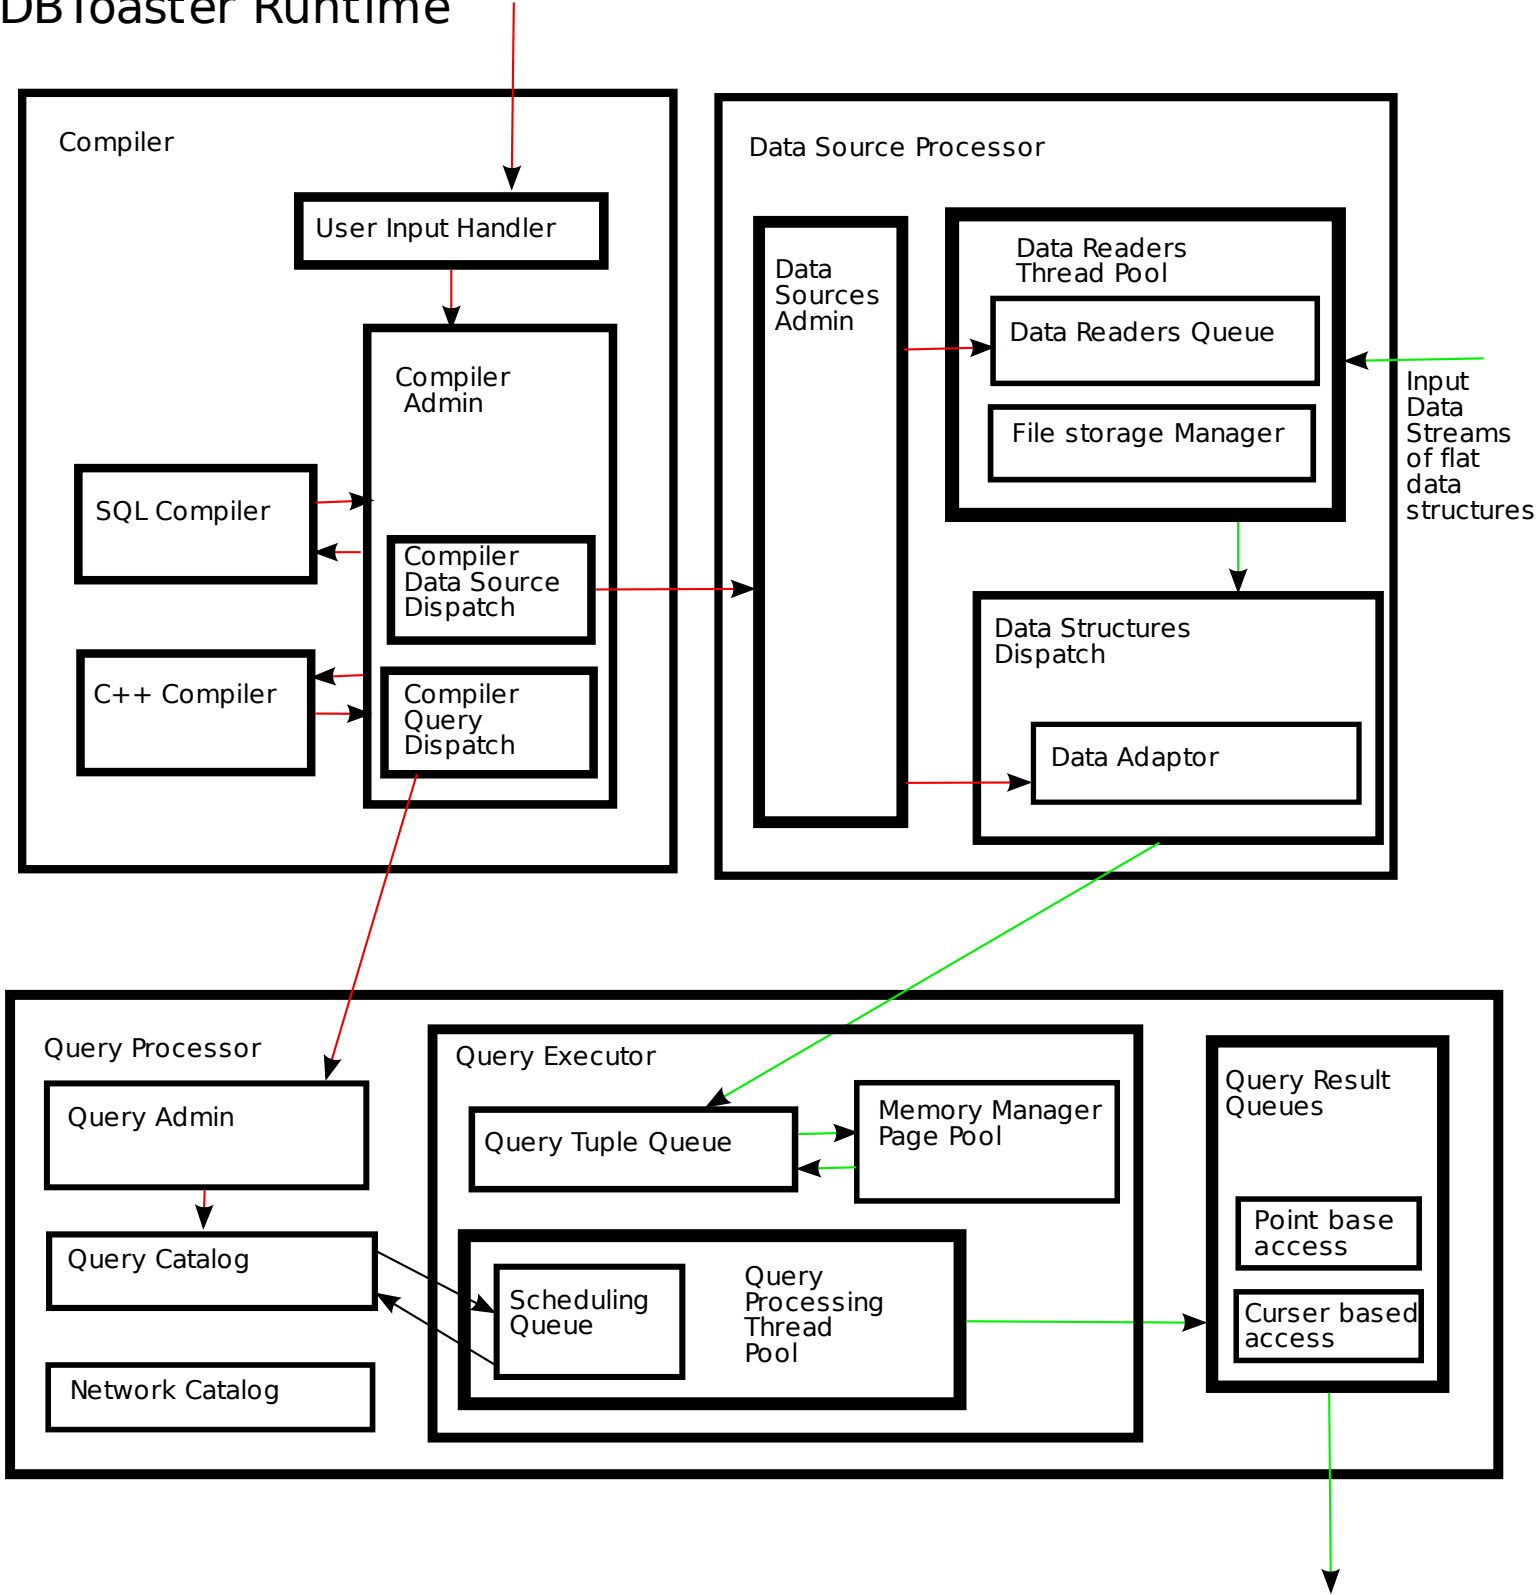 DBToaster Runtime
Compiler
User Input Handler
Compiler
Admin
SQL Compiler
Compiler
Data Source
Dispatch
C++ Compiler
Compiler
Query
Dispatch
Data Source Processor
Data
Sources
Admin
Data Readers
Thread Pool
Data Readers Queue
File storage Manager
Input
Data
Streams
of flat
data
structures
Data Structures
Dispatch
Data Adaptor
Query Processor
Query Admin
Query Catalog
Network Catalog
Query Executor
Query Tuple Queue
Memory Manager
Page Pool
Scheduling
Queue
Query
Processing
Thread
Pool
Query Result
Queues
Point base
access
Curser based
access